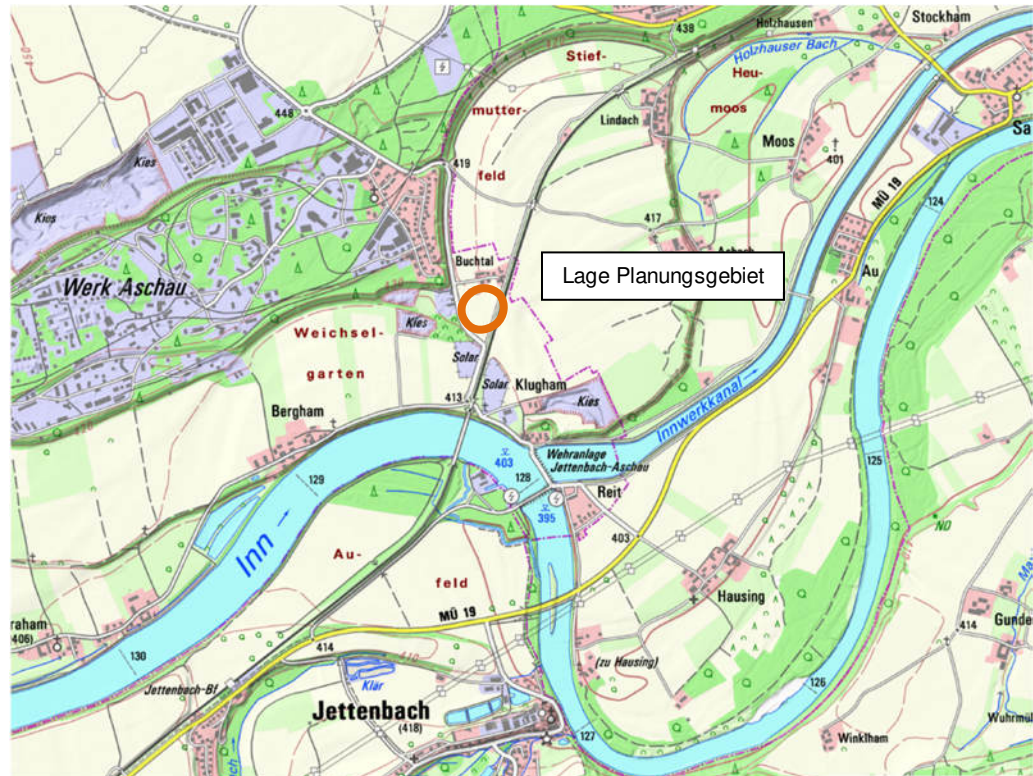 Stockham
438
Holzhausen
Holzhauser Bach
Stief-
Heu-
moos
mutter-
feld
Lindach
448
Moos
401
Sa
419
Kies
MÜ 19
124
417
Buchtal
Lage Planungsgebiet
Au
Werk Aschau
Kies
Weichsel-
garten
Solar
Solar
Klugham
Kies
Innwerkkanal
413
Bergham
Wehranlage
Jettenbach-Aschau
403
128
129
125
Reit
395
ND
403
Inn
Au-
feld
Hausing
MÜ 19
raham
(406)
414
Gunde
130
414
(zu Hausing)
Jettenbach-Bf
Klär
126
Jettenbach
(418)
127
Winklham
Wuhrmül